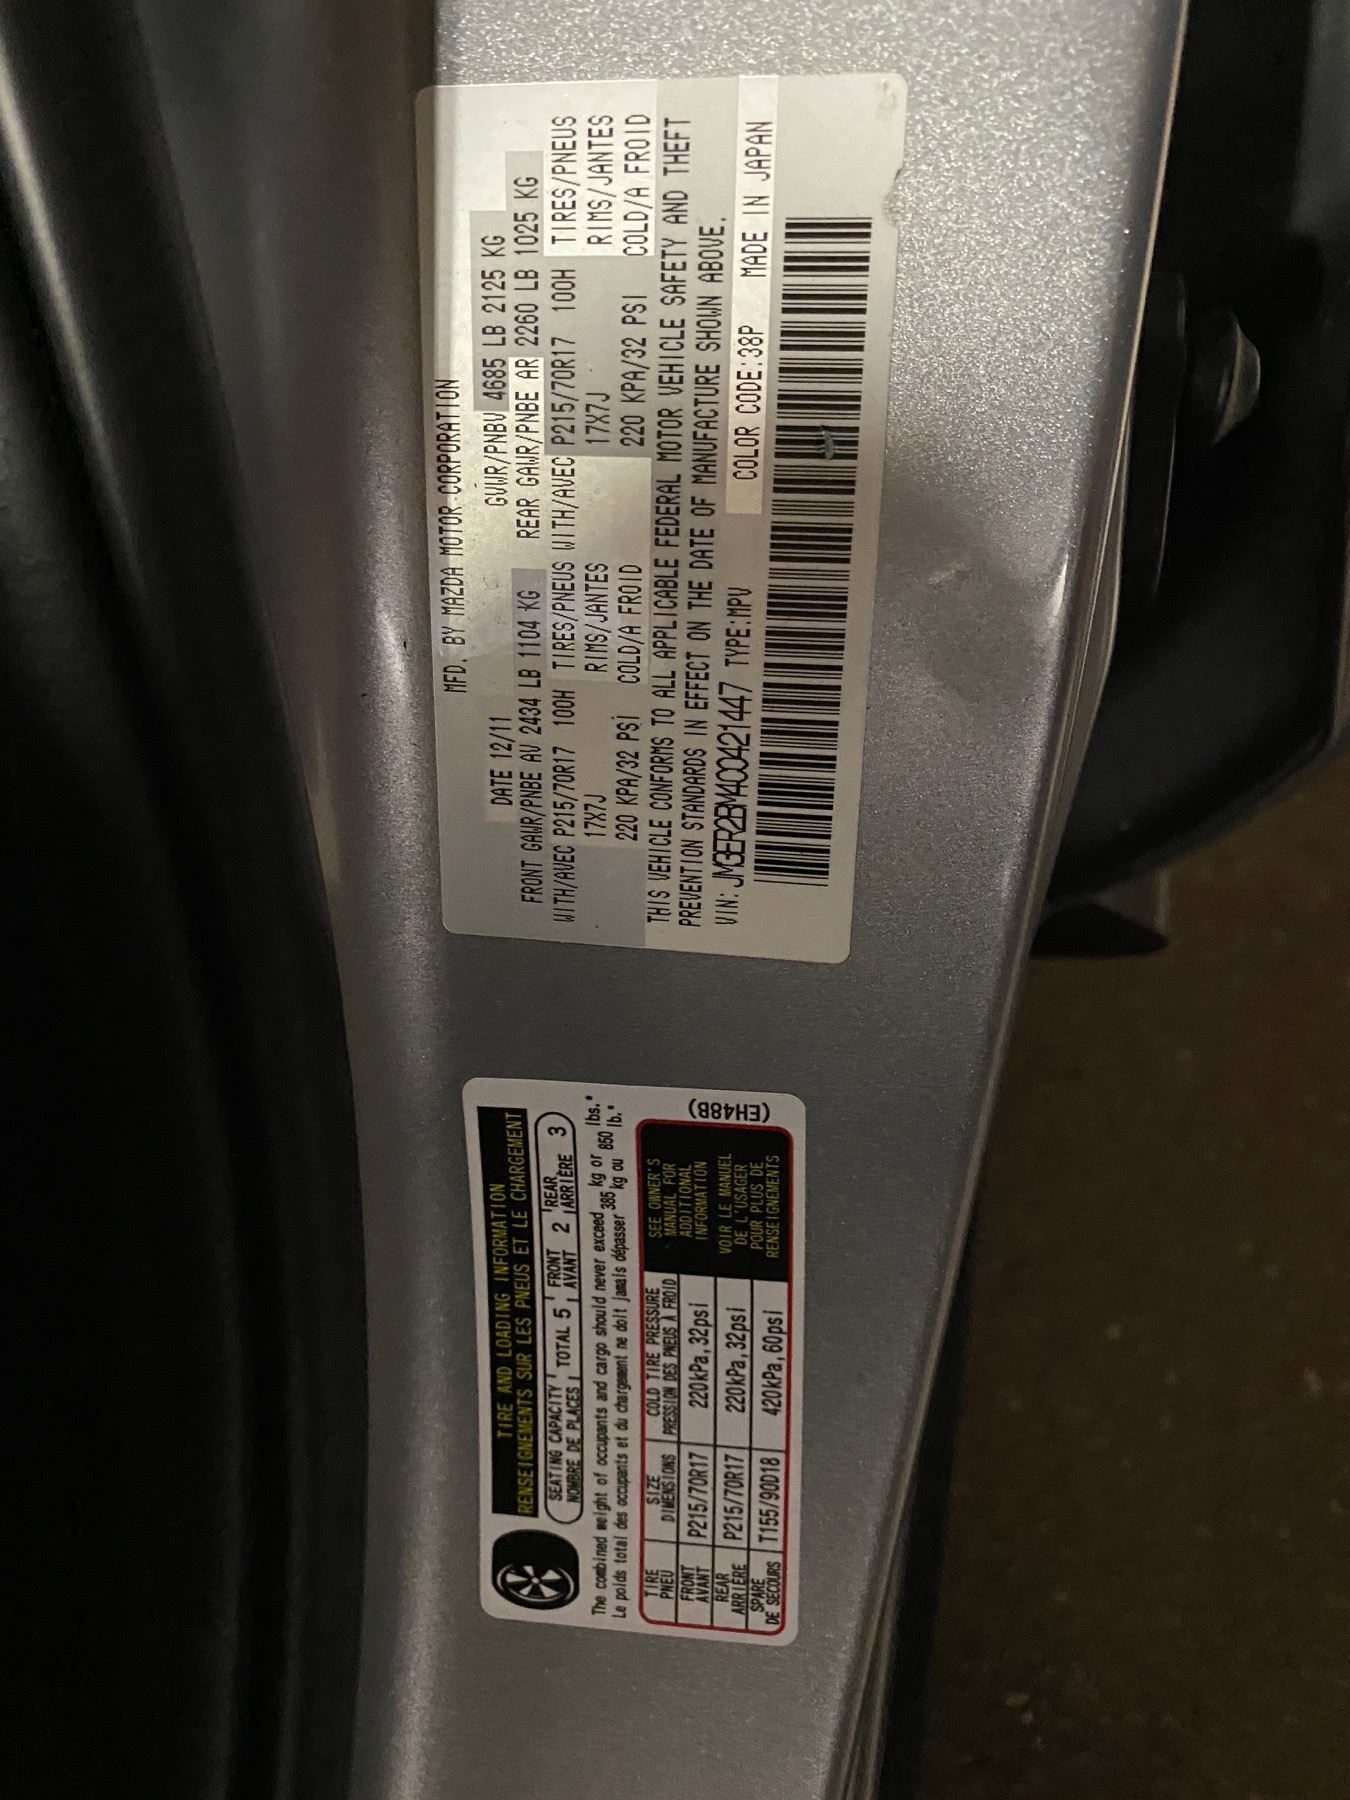 MFD. BY MAZDA MOTOR CORPORATION
DATE 12/11 GVWR/PNBV 4685 LB 2125 KG
FRONT GAWR/PNBE AV 2434 LB 1104 KG REAR GAWR/PNBE AR 2260 LB 1025 KG
WITH/AVEC P215/70R17 100H TIRES/PNEUS WITH/AVEC P215/70R17 100H TIRES/PNEUS
17X7J RIMS/JANTES 17X7J RIMS/JANTES
220 KPA/32 PSI COLD/A FROID 220 KPA/32 PSI COLD/A FROID
THIS VEHICLE CONFORMS TO ALL APPLICABLE FEDERAL MOTOR VEHICLE SAFETY AND THEFT
PREVENTION STANDARDS IN EFFECT ON THE DATE OF MANUFACTURE SHOWN ABOVE.
VIN: JM3ER2BM4C0421447 TYPE:MPV COLOR CODE:38P MADE IN JAPAN
TIRE AND LOADING INFORMATION
RENSEIGNEMENTS SUR LES PNEUS ET LE CHARGEMENT
SEATING CAPACITY TOTAL 5 FRONT 2 REAR 3
NOMBRE DE PLACES AVANT ARRIÈRE
The combined weight of occupants and cargo should never exceed 385 kg or 850 lbs.*
Le poids total des occupants et du chargement ne doit jamais dépasser 385 kg ou 850 lb.*
TIRE SIZE COLD TIRE PRESSURE
PNEU DIMENSIONS PRESSION DES PNEUS À FROID
FRONT P215/70R17 220kPa, 32psi
AVANT
REAR P215/70R17 220kPa, 32psi
ARRIÈRE
SPARE T155/90D18 420kPa, 60psi
DE SECOURS
SEE OWNER'S
MANUAL FOR
ADDITIONAL
INFORMATION
VOIR LE MANUEL
DE L'USAGER
POUR PLUS DE
RENSEIGNEMENTS
(EH48B)